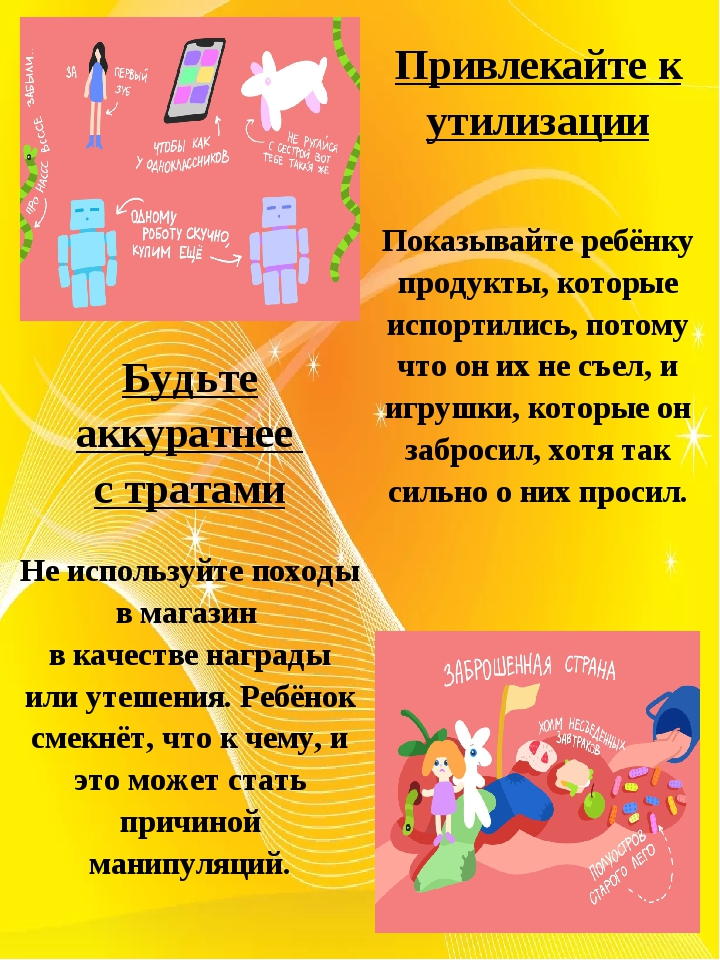 ЗА
ПЕРВЫЙ
ЗУБ
ЧТОБЫ КАК
У ОДНОКЛАССНИКОВ
НЕ РУГАЙСЯ
С СЕСТРОЙ ВОТ
ТЕБЕ ТАКАЯ ЖЕ
ПРО НАССС ВСССЕ ЗАБЫЛИ..
ОДНОМУ
РОБОТУ СКУЧНО,
КУПИМ ЕЩЁ
Будьте
аккуратнее
с тратами
Не используйте походы
в магазин
в качестве награды
или утешения. Ребёнок
смекнёт, что к чему, и
это может стать
причиной
манипуляций.
Привлекайте к
утилизации
Показывайте ребёнку
продукты, которые
испортились, потому
что он их не съел, и
игрушки, которые он
забросил, хотя так
сильно о них просил.
ЗАБРОШЕННАЯ СТРАНА
ХОЛМ НЕСЪЕДЕННЫХ
ЗАВТРАКОВ
ПОЛУОСТРОВ
СТАРОГО ЛЕГО